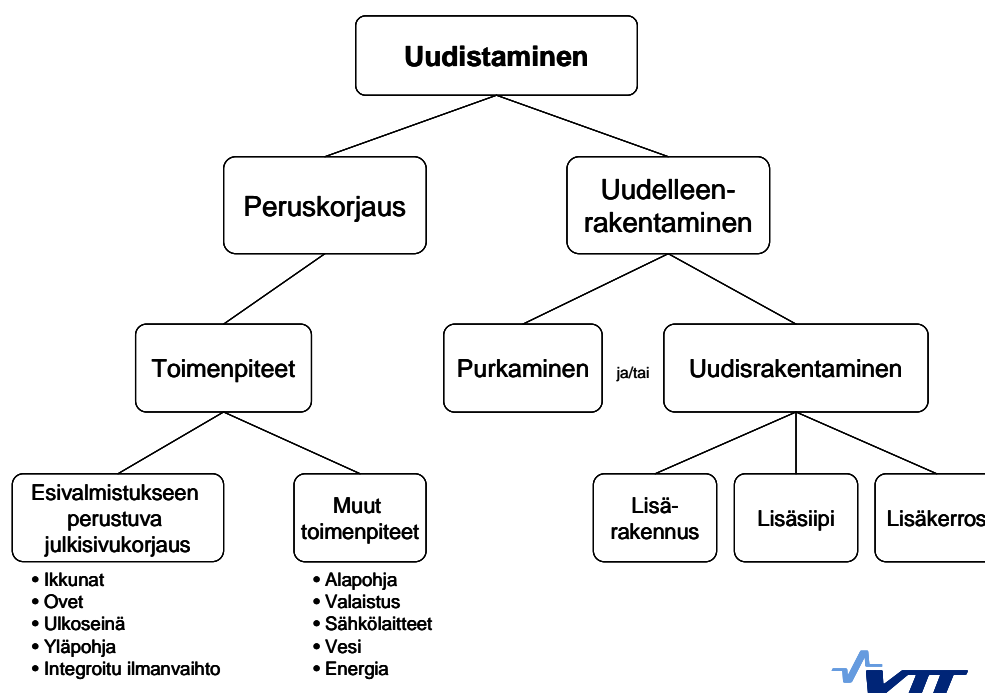 Uudistaminen
Peruskorjaus
Uudelleen-
rakentaminen
Toimenpiteet
Purkaminen
ja/tai
Uudisrakentaminen
Esivalmistukseen
perustuva
julkisivukorjaus
Muut
toimenpiteet
Lisä-
rakennus
Lisäsiipi
Lisäkerros
• Ikkunat
• Ovet
• Ulkoseinä
• Yläpohja
• Integroitu ilmanvaihto
• Alapohja
• Valaistus
• Sähkölaitteet
• Vesi
• Energia
VTT